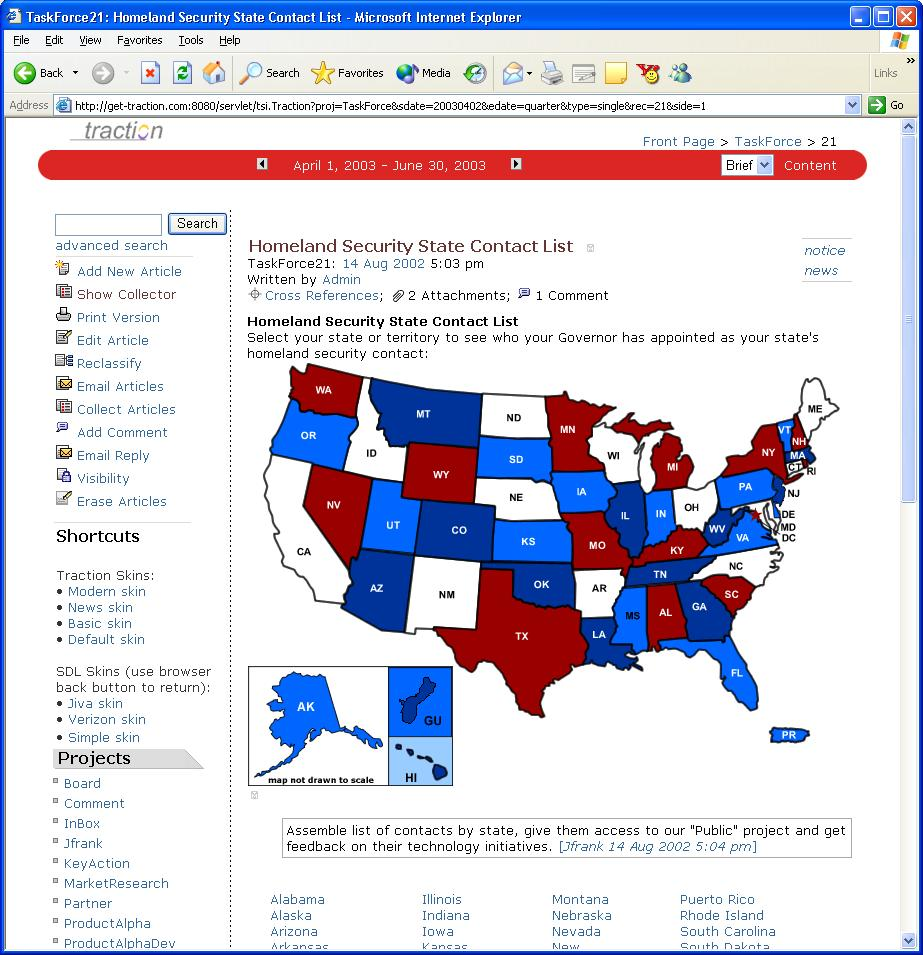 TaskForce21: Homeland Security State Contact List - Microsoft Internet Explorer
File Edit View Favorites Tools Help
Back Search Favorites Media Links
Address http://get-traction.com:8080/servlet/tsi.Traction?proj=TaskForce&sdate=20030402&edate=quarter&type=single&rec=21&side=1 Go
traction
Front Page > TaskForce > 21
April 1, 2003 - June 30, 2003 Brief Content
Search
advanced search
Add New Article
Show Collector
Print Version
Edit Article
Reclassify
Email Articles
Collect Articles
Add Comment
Email Reply
Visibility
Erase Articles
Shortcuts
Traction Skins:
• Modern skin
• News skin
• Basic skin
• Default skin
SDL Skins (use browser
back button to return):
• Jiva skin
• Verizon skin
• Simple skin
Projects
Board
Comment
InBox
Jfrank
KeyAction
MarketResearch
Partner
ProductAlpha
ProductAlphaDev
Homeland Security State Contact List
notice
news
TaskForce21: 14 Aug 2002 5:03 pm
Written by Admin
Cross References; 2 Attachments; 1 Comment
Homeland Security State Contact List
Select your state or territory to see who your Governor has appointed as your state's
homeland security contact:
WA
MT
ND
MN
ME
OR
ID
WY
SD
WI
MI
NY
VT
NH
MA
CT
RI
NV
UT
CO
NE
IA
IL
IN
OH
PA
NJ
DE
MD
DC
WV
VA
CA
KS
MO
KY
NC
AZ
NM
OK
AR
TN
SC
TX
LA
MS
AL
GA
FL
AK
GU
HI
PR
map not drawn to scale
Assemble list of contacts by state, give them access to our "Public" project and get
feedback on their technology initiatives. [Jfrank 14 Aug 2002 5:04 pm]
Alabama Illinois Montana Puerto Rico
Alaska Indiana Nebraska Rhode Island
Arizona Iowa Nevada South Carolina
Arkansas Kansas New South Dakota